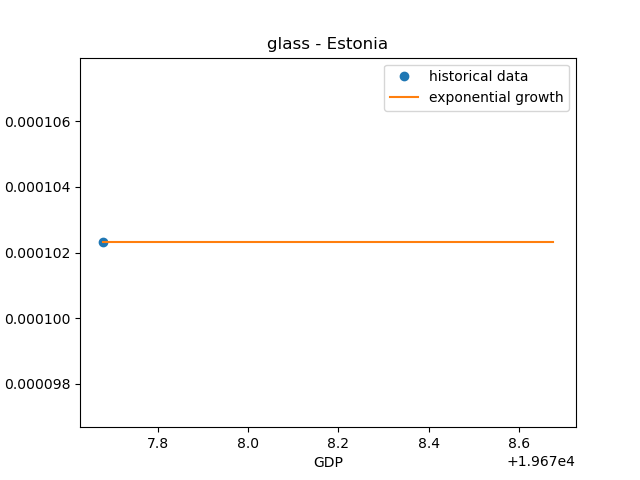 glass - Estonia
historical data
exponential growth
0.000106
0.000104
0.000102
0.000100
0.000098
7.8 8.0 8.2 8.4 8.6
GDP
+1.967e4